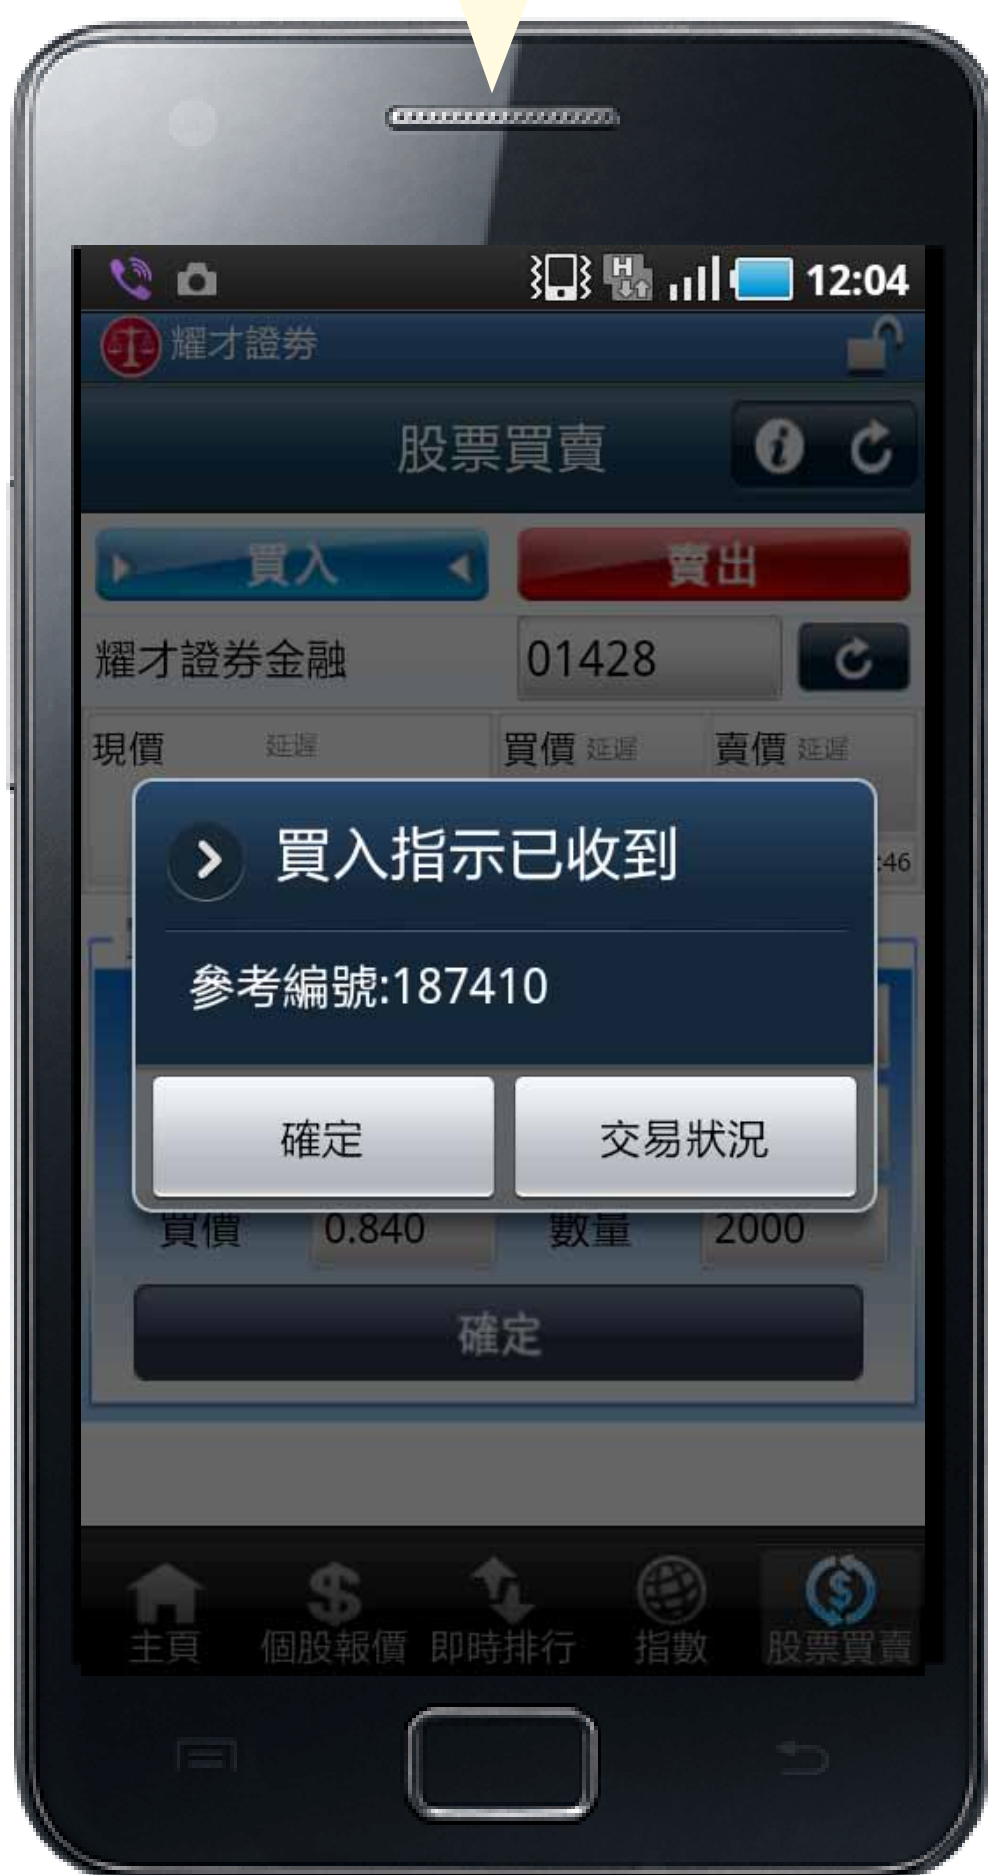 H
12:04
耀才證券
股票買賣
買入 賣出
耀才證券金融 01428
現價 延遲 買價 延遲 賣價 延遲
:46
買入指示已收到
參考編號:187410
確定 交易狀況
買價 0.840 數量 2000
確定
主頁 個股報價 即時排行 指數 股票買賣